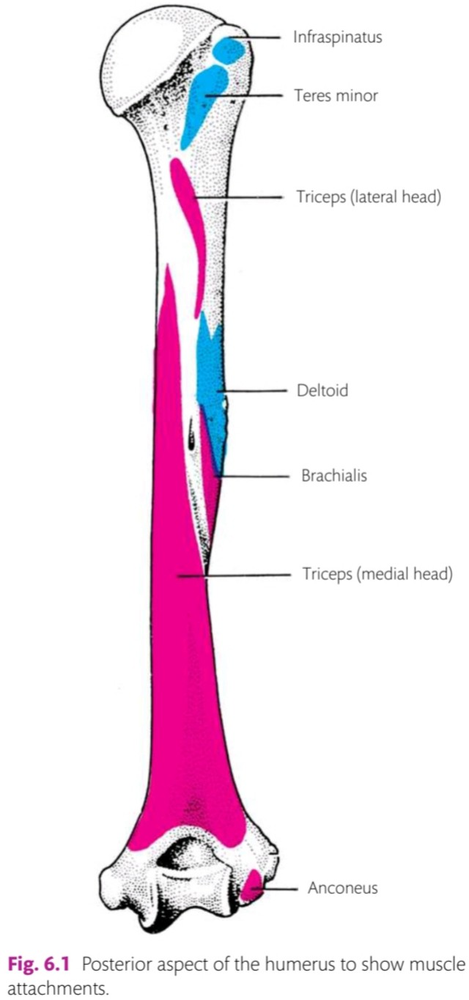 Infraspinatus
Teres minor
Triceps (lateral head)
Deltoid
Brachialis
Triceps (medial head)
Anconeus
Fig. 6.1 Posterior aspect of the humerus to show muscle
attachments.